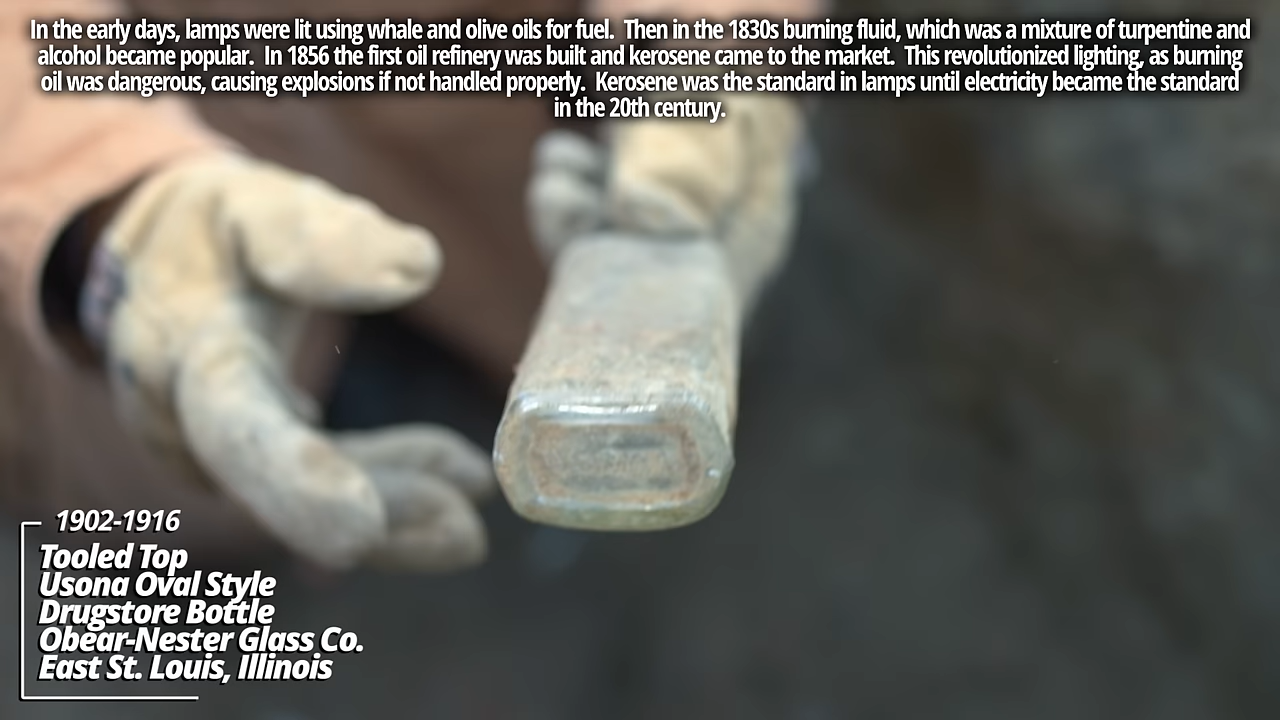 In the early days, lamps were lit using whale and olive oils for fuel.  Then in the 1830s burning fluid, which was a mixture of turpentine and
alcohol became popular.  In 1856 the first oil refinery was built and kerosene came to the market.  This revolutionized lighting, as burning
oil was dangerous, causing explosions if not handled properly.  Kerosene was the standard in lamps until electricity became the standard
in the 20th century.
1902-1916
Tooled Top
Usona Oval Style
Drugstore Bottle
Obear-Nester Glass Co.
East St. Louis, Illinois